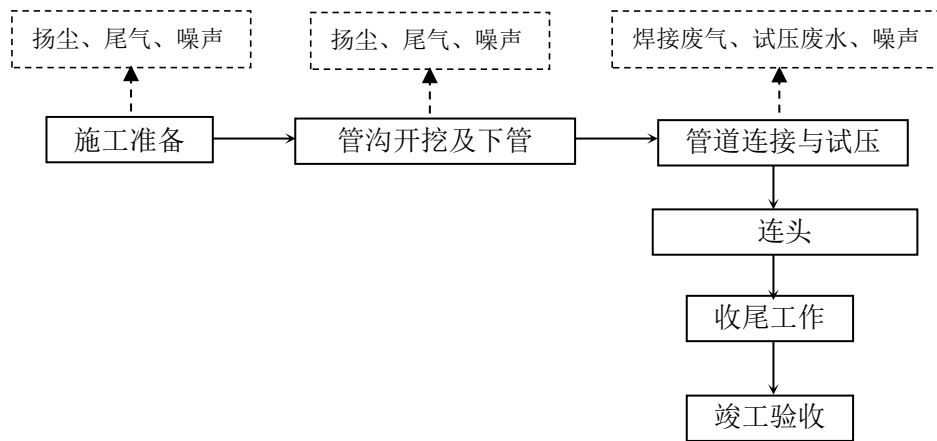 扬尘、尾气、噪声
扬尘、尾气、噪声
焊接废气、试压废水、噪声
施工准备
管沟开挖及下管
管道连接与试压
连头
收尾工作
竣工验收